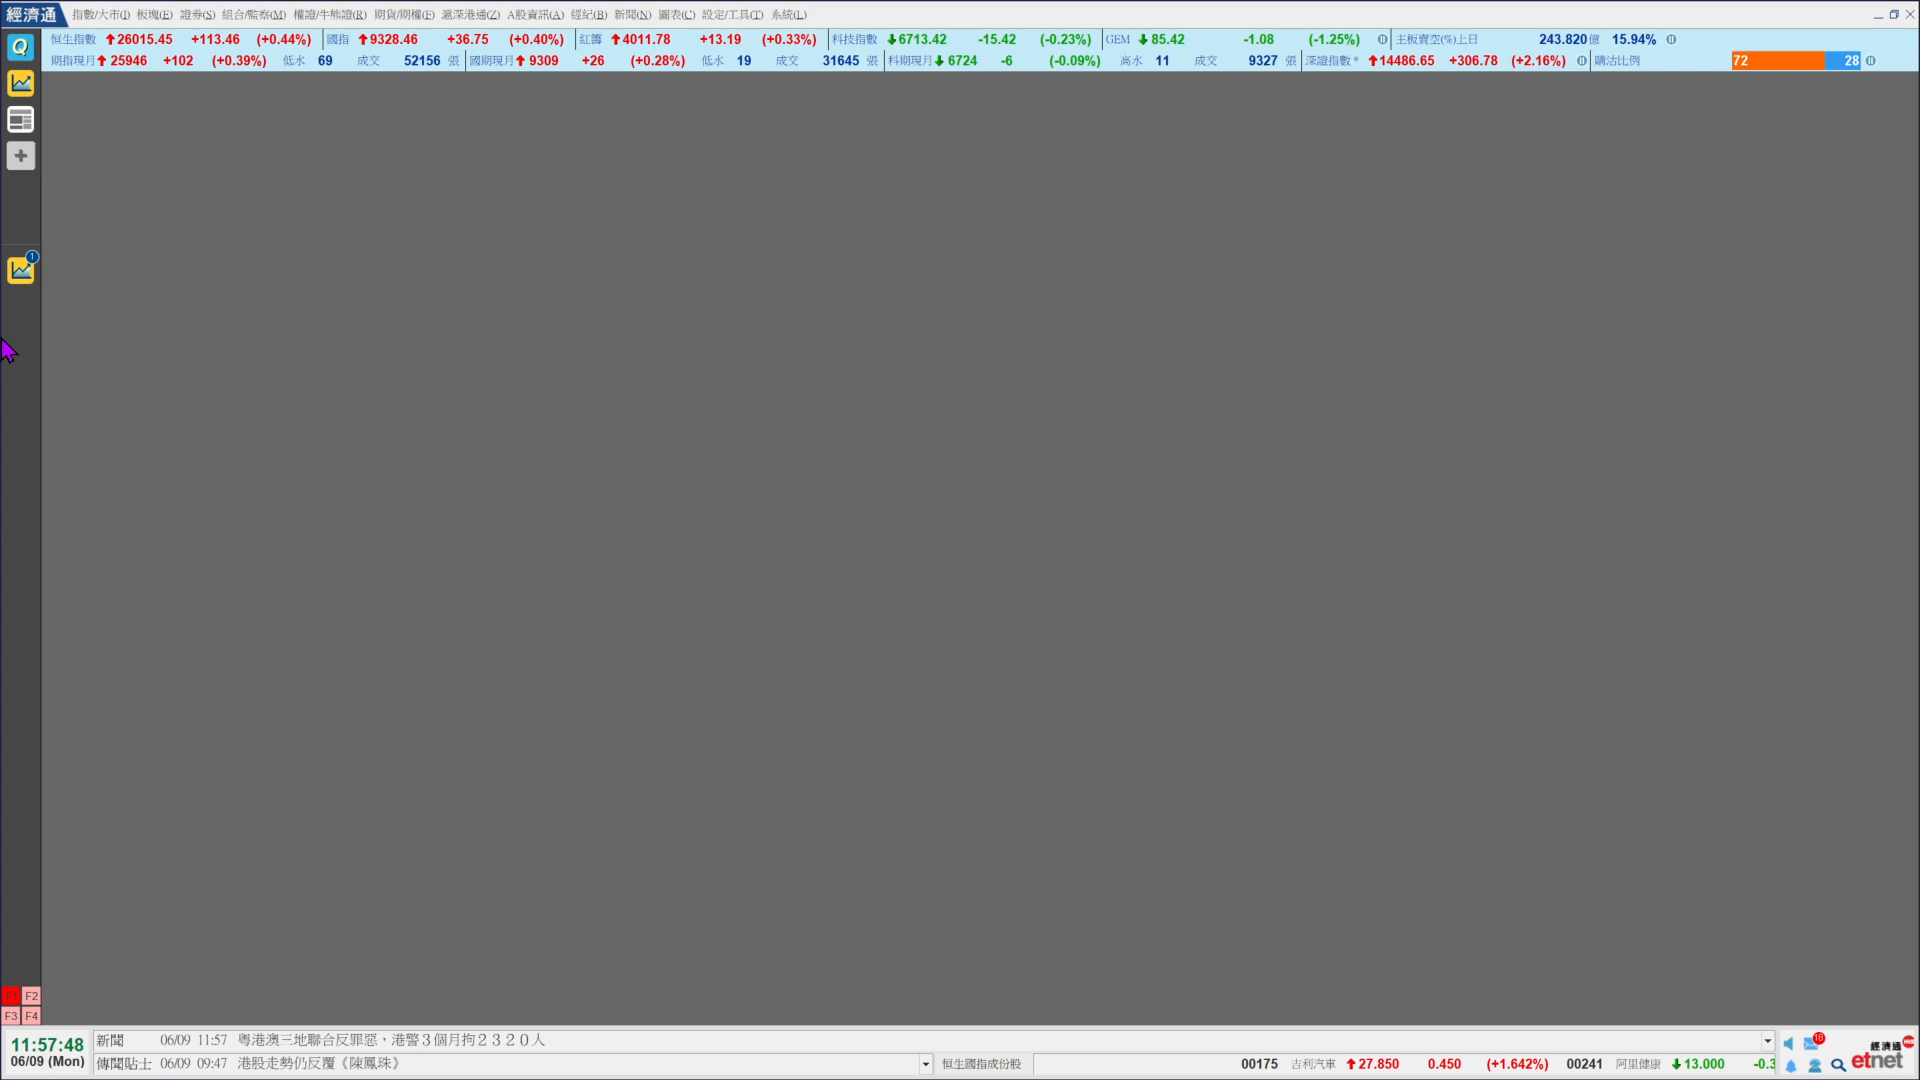 經濟通 指數/大市(I) 板塊(E) 證券(S) 組合/監察(M) 權證/牛熊證(R) 期貨/期權(F) 滬深港通(Z) A股資訊(A) 經紀(B) 新聞(N) 圖表(C) 設定/工具(T) 系統(L)
恒生指數 26015.45 +113.46 (+0.44%) 國指 9328.46 +36.75 (+0.40%) 紅籌 4011.78 +13.19 (+0.33%) 科技指數 6713.42 -15.42 (-0.23%) GEM 85.42 -1.08 (-1.25%) 主板賣空(%)上日 243.820億 15.94%
期指現月 25946 +102 (+0.39%) 低水 69 成交 52156 張 國期現月 9309 +26 (+0.28%) 低水 19 成交 31645 張 科期現月 6724 -6 (-0.09%) 高水 11 成交 9327 張 深證指數* 14486.65 +306.78 (+2.16%) 購沽比例 72 28
Q
1
F1 F2
F3 F4
11:57:48
06/09 (Mon)
新聞 06/09 11:57 粵港澳三地聯合反罪惡，港警３個月拘２３２０人
傳聞貼士 06/09 09:47 港股走勢仍反覆《陳鳳珠》
恒生國指成份股 00175 吉利汽車 27.850 0.450 (+1.642%) 00241 阿里健康 13.000 -0.3
18
經濟通
etnet